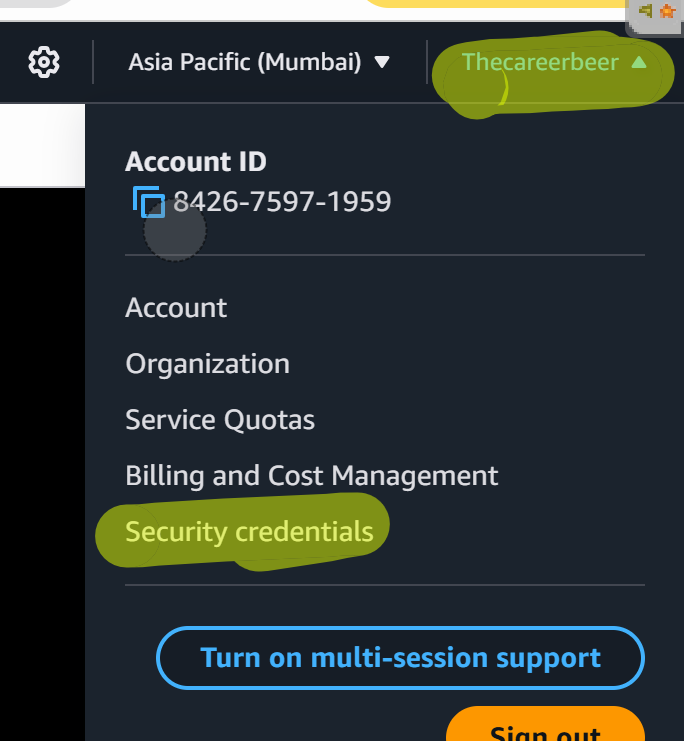 Asia Pacific (Mumbai) ▼ Thecareerbeer ▲
Account ID
8426-7597-1959
Account
Organization
Service Quotas
Billing and Cost Management
Security credentials
Turn on multi-session support
Sign out